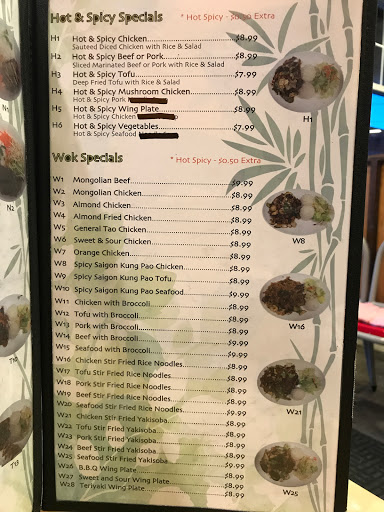 Hot & Spicy Specials * Hot Spicy - $0.50 Extra
H1 Hot & Spicy Chicken $8.99
Sauteed Diced Chicken with Rice & Salad
H2 Hot & Spicy Beef or Pork $8.99
Sliced Marinated Beef or Pork with Rice & Salad
H3 Hot & Spicy Tofu $7.99
Deep Fried Tofu with Rice & Salad
H4 Hot & Spicy Mushroom Chicken $8.99
Hot & Spicy Pork
H5 Hot & Spicy Wing Plate $8.99
Hot & Spicy Chicken
H6 Hot & Spicy Vegetables $7.99
Hot & Spicy Seafood
H1
Wok Specials * Hot Spicy - $0.50 Extra
W1 Mongolian Beef $9.99
W2 Mongolian Chicken $8.99
W3 Almond Chicken $8.99
W4 Almond Fried Chicken $8.99
W5 General Tao Chicken $8.99
W6 Sweet & Sour Chicken $8.99
W7 Orange Chicken $8.99
W8 Spicy Saigon Kung Pao Chicken $8.99
W9 Spicy Saigon Kung Pao Tofu $8.99
W10 Spicy Saigon Kung Pao Seafood $9.99
W11 Chicken with Broccoli $8.99
W12 Tofu with Broccoli $8.99
W13 Pork with Broccoli $8.99
W14 Beef with Broccoli $8.99
W15 Seafood with Broccoli $9.99
W16 Chicken Stir Fried Rice Noodles $8.99
W17 Tofu Stir Fried Rice Noodles $8.99
W18 Pork Stir Fried Rice Noodles $8.99
W19 Beef Stir Fried Rice Noodles $8.99
W20 Seafood Stir Fried Rice Noodles $9.99
W21 Chicken Stir Fried Yakisoba $8.99
W22 Tofu Stir Fried Yakisoba $8.99
W23 Pork Stir Fried Yakisoba $8.99
W24 Beef Stir Fried Yakisoba $8.99
W25 Seafood Stir Fried Yakisoba $9.99
W26 B.B.Q Wing Plate $8.99
W27 Sweet and Sour Wing Plate $8.99
W28 Teriyaki Wing Plate $8.99
W8
W16
W21
W25
N2
T13